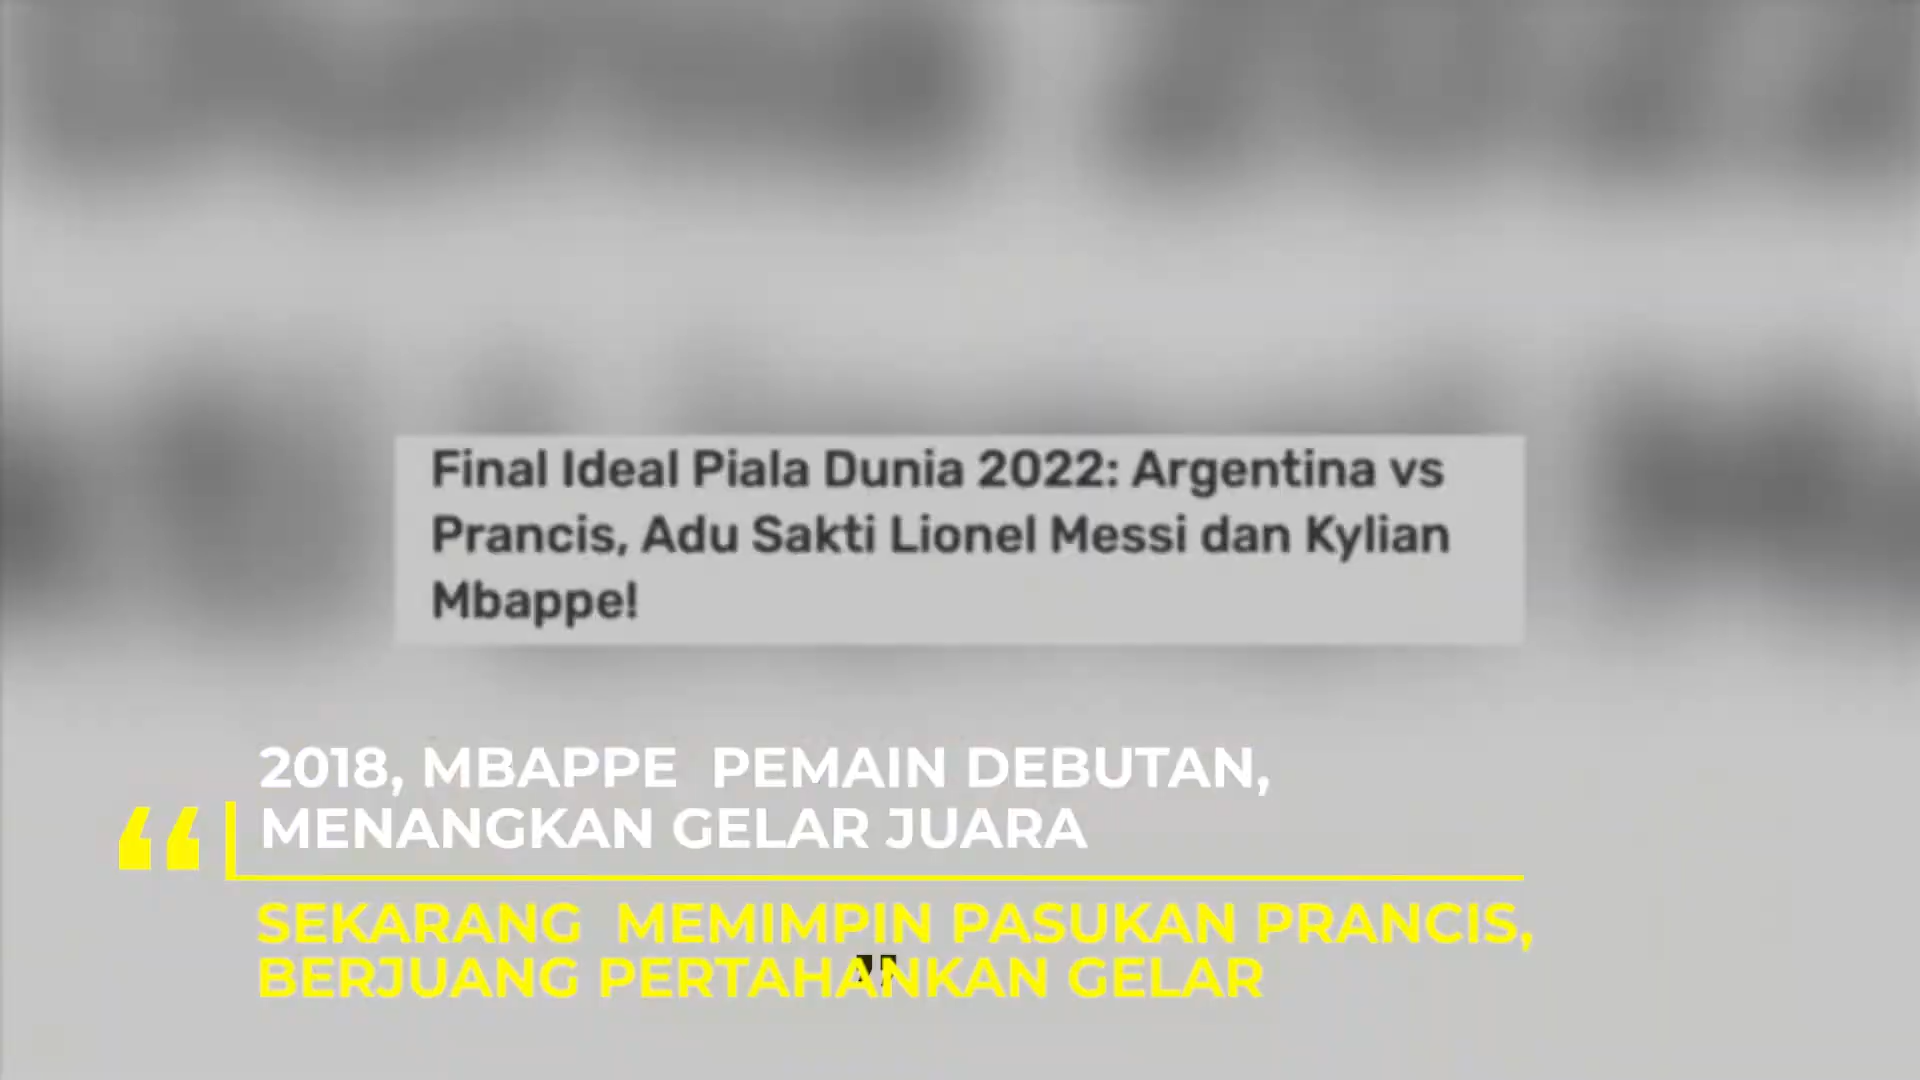 Final Ideal Piala Dunia 2022: Argentina vs
Prancis, Adu Sakti Lionel Messi dan Kylian
Mbappe!
2018, MBAPPE PEMAIN DEBUTAN,
“ MENANGKAN GELAR JUARA
SEKARANG MEMIMPIN PASUKAN PRANCIS,
BERJUANG PERTAHANKAN GELAR
”